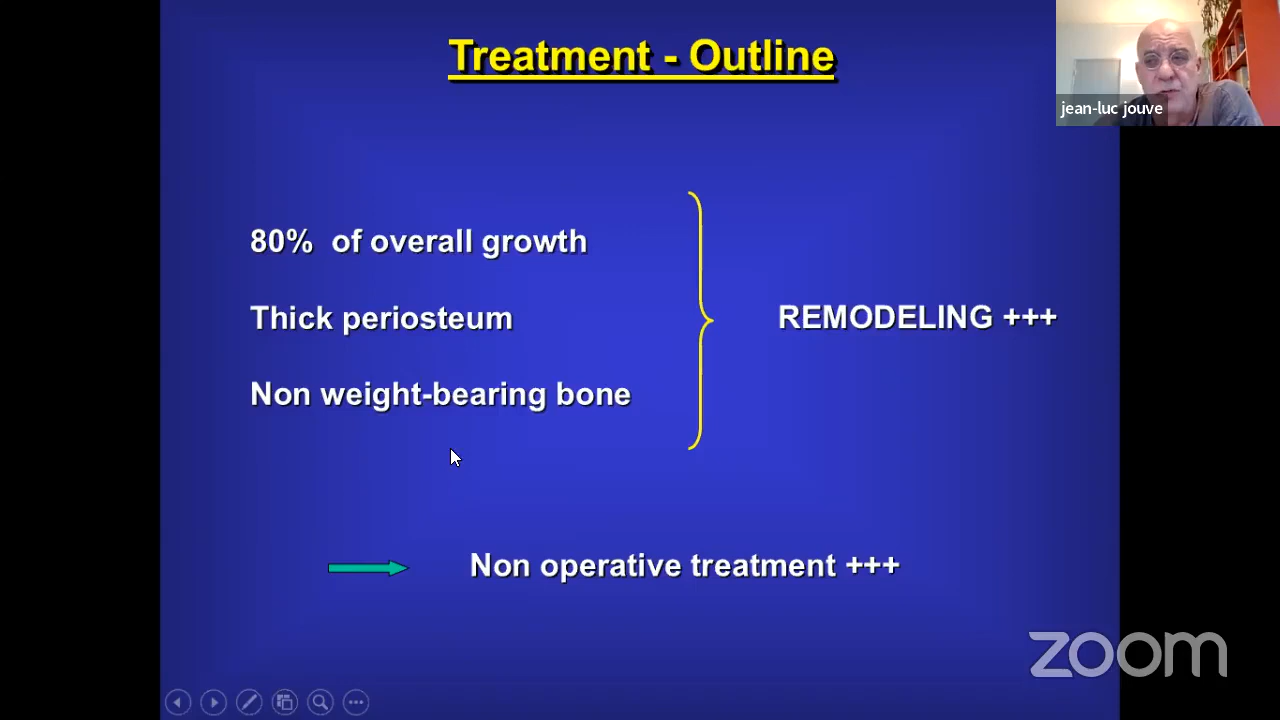 Treatment - Outline
jean-luc jouve
80% of overall growth
Thick periosteum
REMODELING +++
Non weight-bearing bone
Non operative treatment +++
zoom